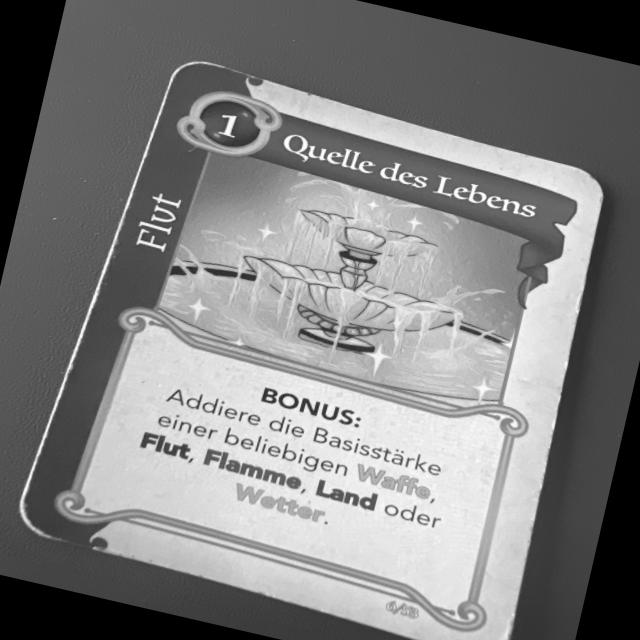 1
Quelle des Lebens
Flut
BONUS:
Addiere die Basisstärke
einer beliebigen Waffe,
Flut, Flamme, Land oder
Wetter.